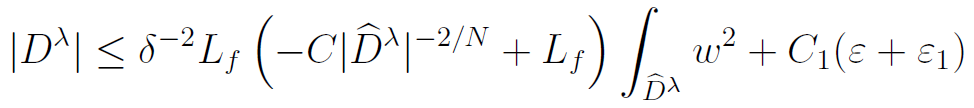 |D^λ| ≤ δ^{-2} L_f ( -C|\widehat{D}^λ|^{-2/N} + L_f ) ∫_{\widehat{D}^λ} w^2 + C_1(ε + ε_1)